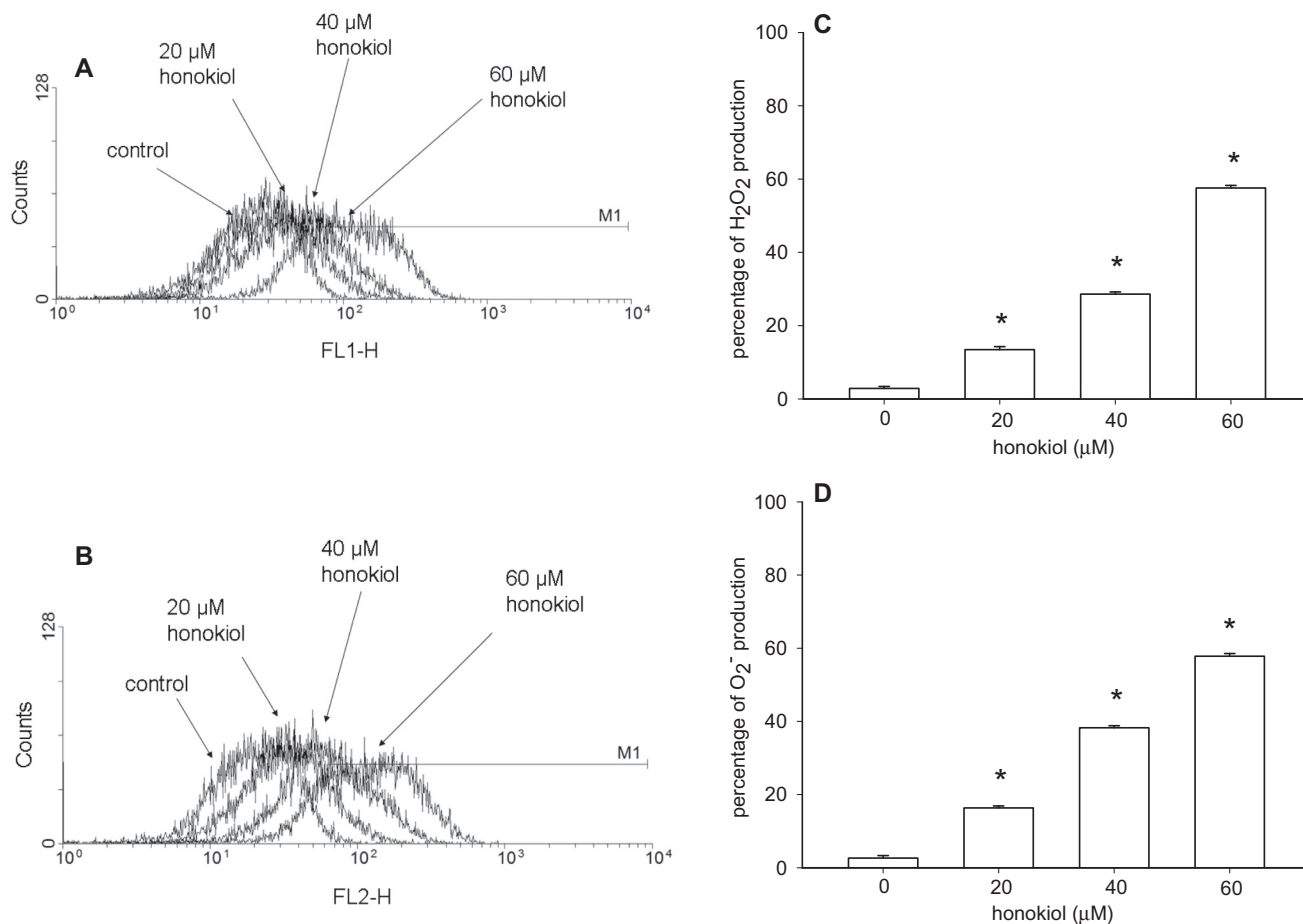 A
40 µM
honokiol
20 µM
honokiol
60 µM
honokiol
control
128
Counts
0
M1
10⁰ 10¹ 10² 10³ 10⁴
FL1-H
C
100
80
60
40
20
0
percentage of H₂O₂ production
* * *
0 20 40 60
honokiol (µM)
B
40 µM
honokiol
60 µM
honokiol
20 µM
honokiol
control
128
Counts
0
M1
10⁰ 10¹ 10² 10³ 10⁴
FL2-H
D
100
80
60
40
20
0
percentage of O₂⁻ production
* * *
0 20 40 60
honokiol (µM)